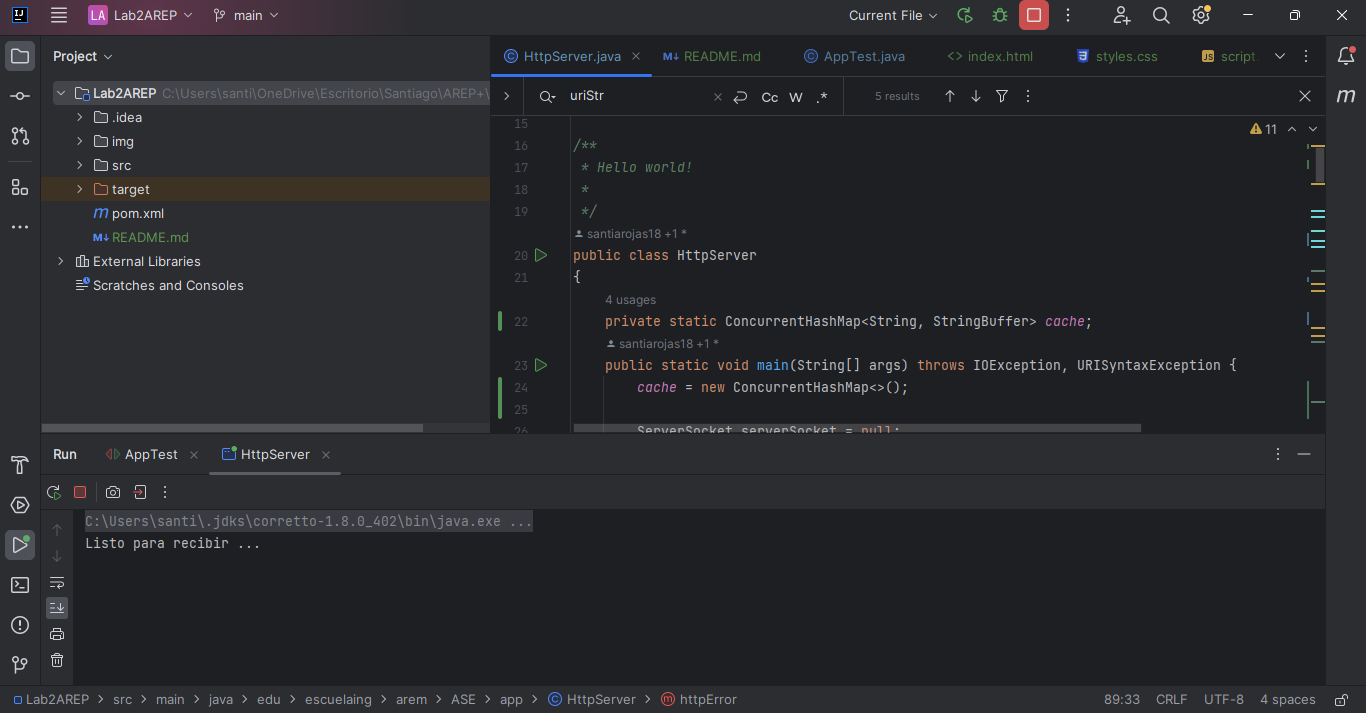 LA Lab2AREP main Current File
Project
HttpServer.java README.md AppTest.java index.html styles.css script
Lab2AREP C:\Users\santi\OneDrive\Escritorio\Santiago\AREP+\
.idea
img
src
target
pom.xml
README.md
External Libraries
Scratches and Consoles
uriStr Cc W .* 5 results
11
15
16 /**
17 * Hello world!
18 *
19 */
santiarojas18 +1 *
20 public class HttpServer
21 {
4 usages
22 private static ConcurrentHashMap<String, StringBuffer> cache;
santiarojas18 +1 *
23 public static void main(String[] args) throws IOException, URISyntaxException {
24 cache = new ConcurrentHashMap<>();
25
26 ServerSocket serverSocket = null;
Run AppTest HttpServer
C:\Users\santi\.jdks\corretto-1.8.0_402\bin\java.exe ...
Listo para recibir ...
Lab2AREP > src > main > java > edu > escuelaing > arem > ASE > app > HttpServer > httpError 89:33 CRLF UTF-8 4 spaces